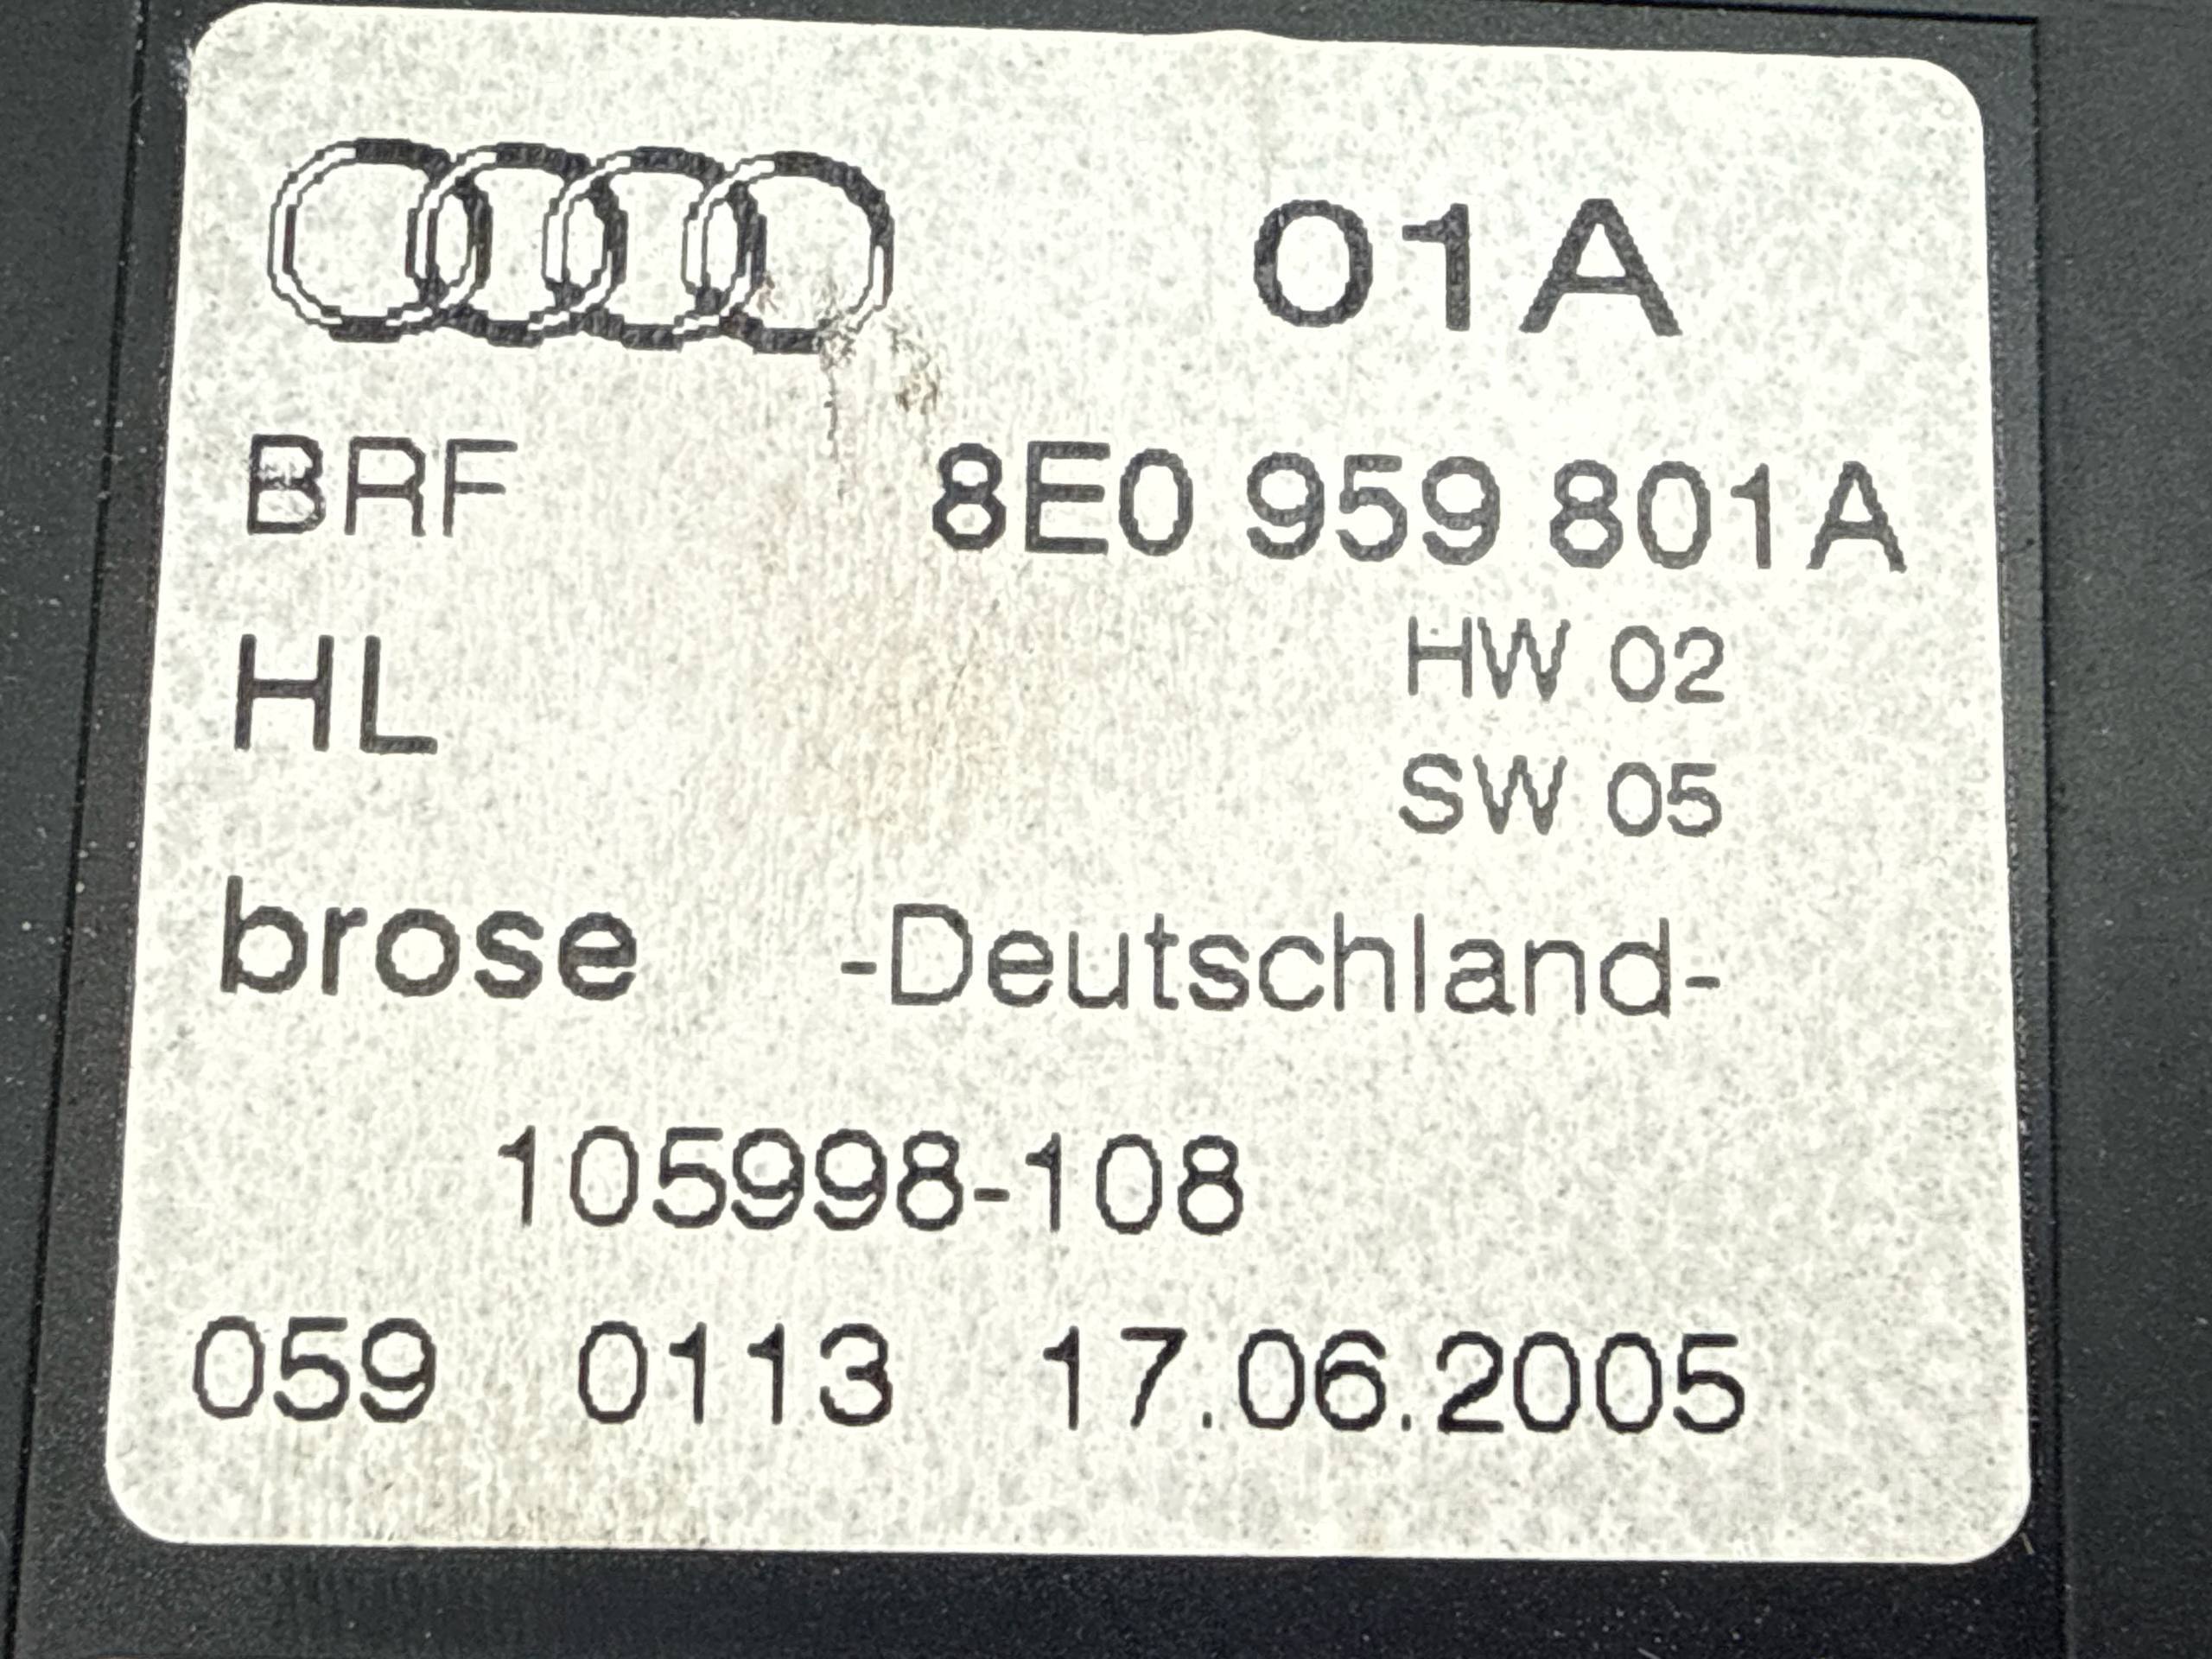 01A
BRF 8E0 959 801A
HL HW 02
SW 05
brose -Deutschland-
105998-108
059 0113 17.06.2005